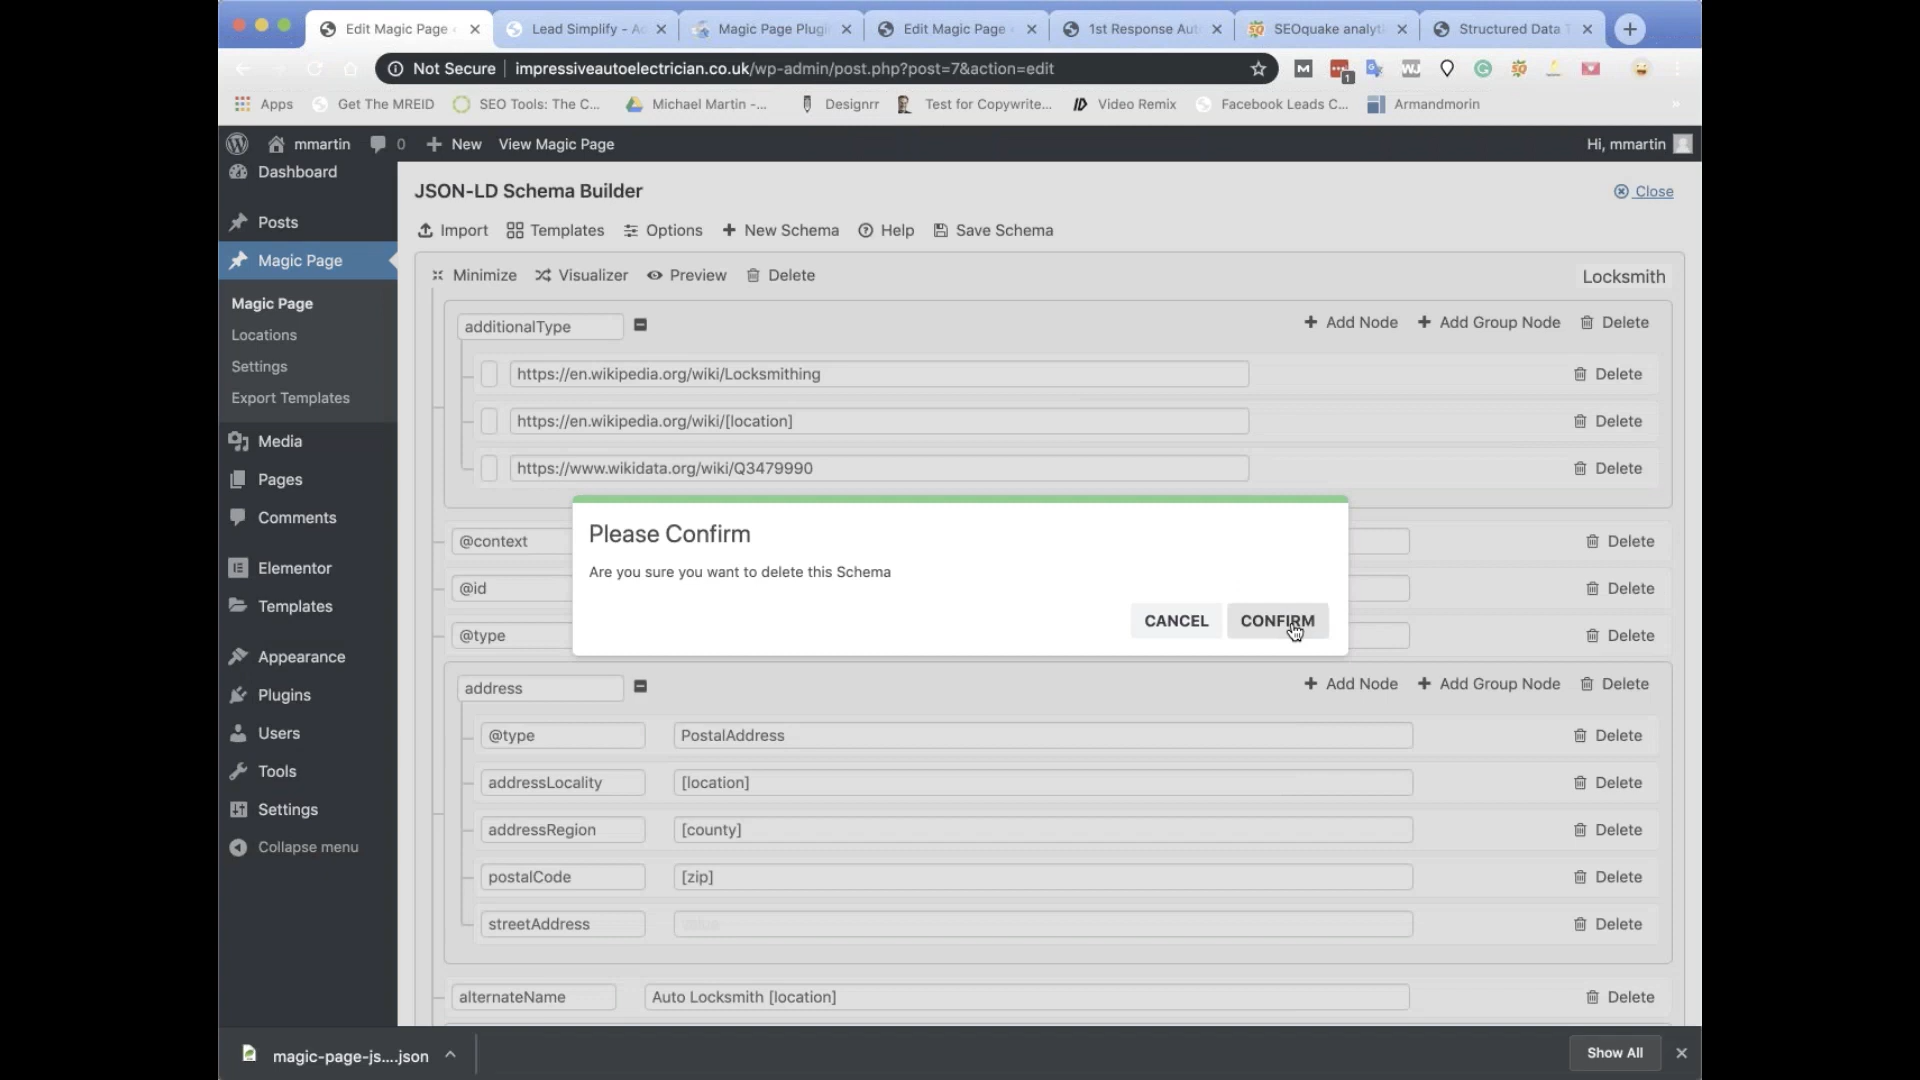 Edit Magic Page
Lead Simplify - A
Magic Page Plugi
Edit Magic Page
1st Response Aut
SEOquake analyti
Structured Data T
Not Secure
impressiveautoelectrician.co.uk/wp-admin/post.php?post=7&action=edit
Apps
Get The MREID
SEO Tools: The C...
Michael Martin -...
Designrr
Test for Copywrite...
Video Remix
Facebook Leads C...
Armandmorin
mmartin
0
New
View Magic Page
Hi, mmartin
Dashboard
Posts
Magic Page
Magic Page
Locations
Settings
Export Templates
Media
Pages
Comments
Elementor
Templates
Appearance
Plugins
Users
Tools
Settings
Collapse menu
JSON-LD Schema Builder
Close
Import
Templates
Options
New Schema
Help
Save Schema
Minimize
Visualizer
Preview
Delete
Locksmith
additionalType
Add Node
Add Group Node
Delete
https://en.wikipedia.org/wiki/Locksmithing
Delete
https://en.wikipedia.org/wiki/[location]
Delete
https://www.wikidata.org/wiki/Q3479990
Delete
@context
Delete
@id
Delete
@type
Delete
Please Confirm
Are you sure you want to delete this Schema
CANCEL
CONFIRM
address
Add Node
Add Group Node
Delete
@type
PostalAddress
Delete
addressLocality
[location]
Delete
addressRegion
[county]
Delete
postalCode
[zip]
Delete
streetAddress
Delete
alternateName
Auto Locksmith [location]
Delete
magic-page-js....json
Show All